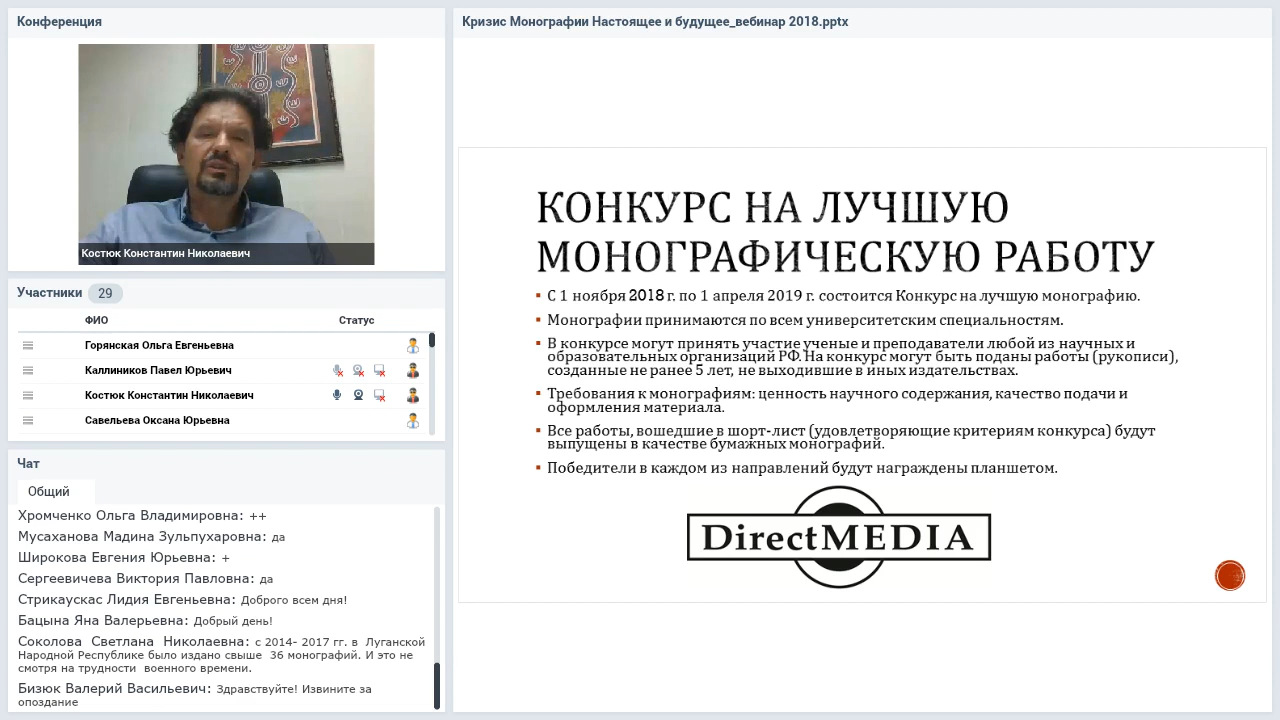 Конференция
Костюк Константин Николаевич
Участники 29
ФИО Статус
Горянская Ольга Евгеньевна
Каллиников Павел Юрьевич
Костюк Константин Николаевич
Савельева Оксана Юрьевна
Чат
Общий
Хромченко Ольга Владимировна: ++
Мусаханова Мадина Зульпухаровна: да
Широкова Евгения Юрьевна: +
Сергеевичева Виктория Павловна: да
Стрикаускас Лидия Евгеньевна: Доброго всем дня!
Бацына Яна Валерьевна: Добрый день!
Соколова Светлана Николаевна: с 2014- 2017 гг. в Луганской
Народной Республике было издано свыше 36 монографий. И это не
смотря на трудности военного времени.
Бизюк Валерий Васильевич: Здравствуйте! Извините за
опоздание
Кризис Монографии Настоящее и будущее_вебинар 2018.pptx
КОНКУРС НА ЛУЧШУЮ
МОНОГРАФИЧЕСКУЮ РАБОТУ
▪ С 1 ноября 2018 г. по 1 апреля 2019 г. состоится Конкурс на лучшую монографию.
▪ Монографии принимаются по всем университетским специальностям.
▪ В конкурсе могут принять участие ученые и преподаватели любой из научных и
образовательных организаций РФ. На конкурс могут быть поданы работы (рукописи),
созданные не ранее 5 лет, не выходившие в иных издательствах.
▪ Требования к монографиям: ценность научного содержания, качество подачи и
оформления материала.
▪ Все работы, вошедшие в шорт-лист (удовлетворяющие критериям конкурса) будут
выпущены в качестве бумажных монографий.
▪ Победители в каждом из направлений будут награждены планшетом.
DirectMEDIA